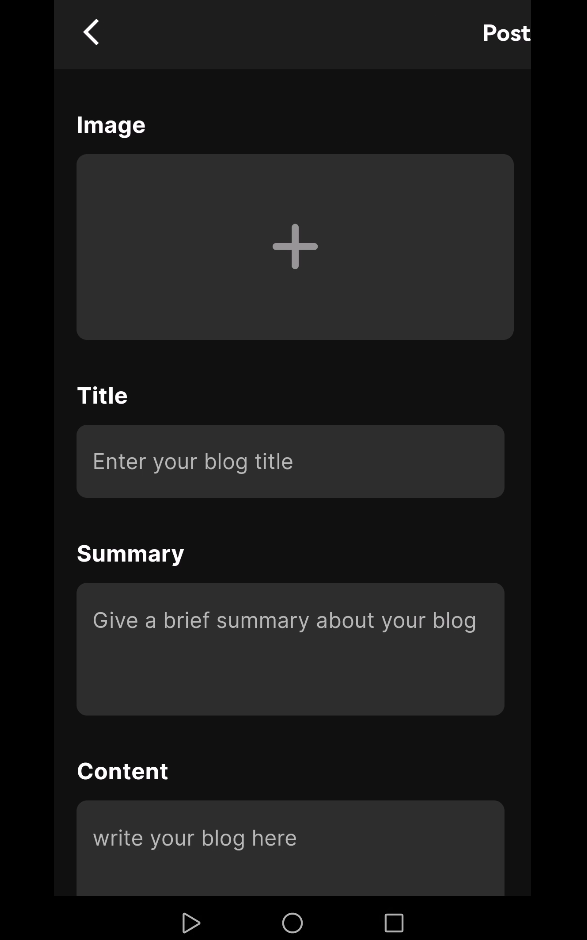 Post
Image
Title
Enter your blog title
Summary
Give a brief summary about your blog
Content
write your blog here